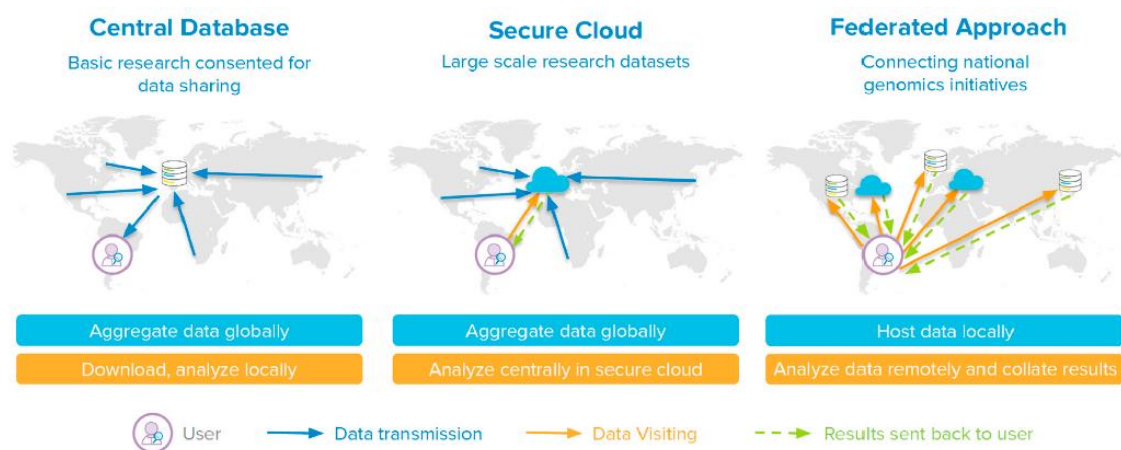 Central Database
Basic research consented for
data sharing
Secure Cloud
Large scale research datasets
Federated Approach
Connecting national
genomics initiatives
Aggregate data globally
Download, analyze locally
Aggregate data globally
Analyze centrally in secure cloud
Host data locally
Analyze data remotely and collate results
User
Data transmission
Data Visiting
Results sent back to user